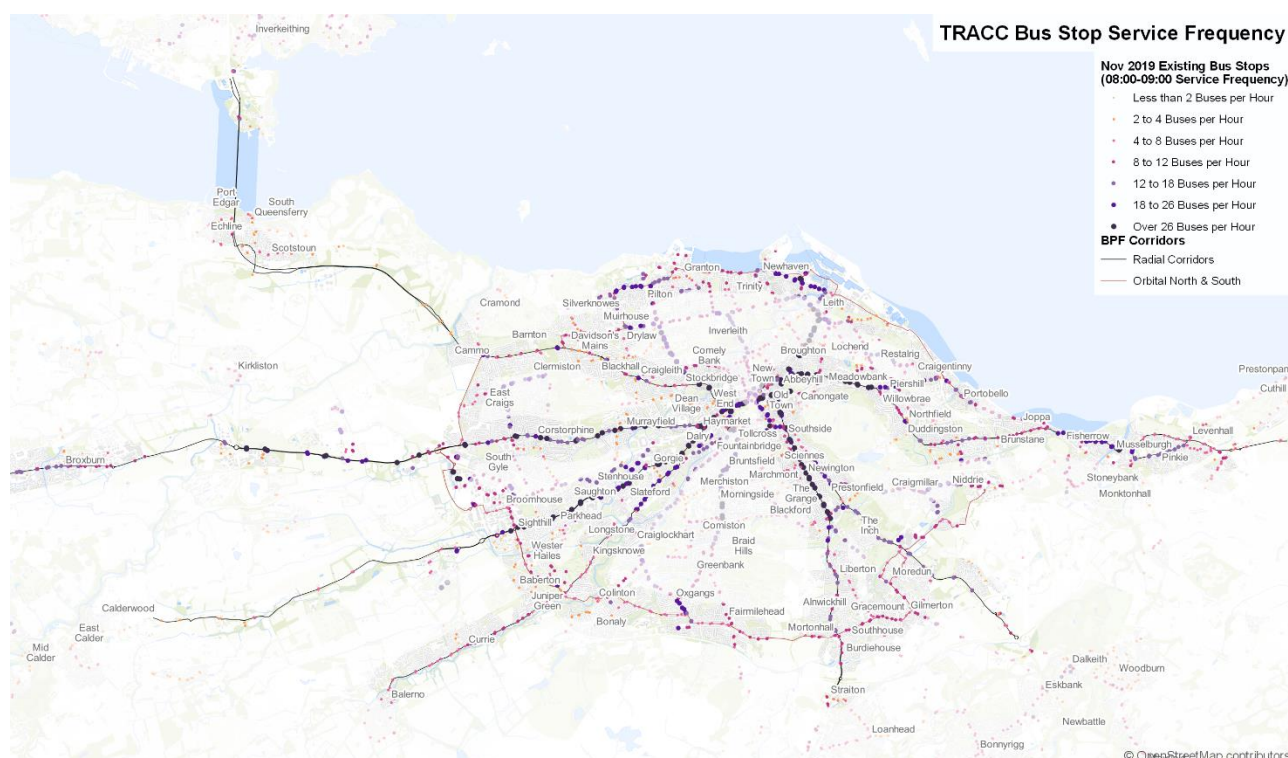 Inverkeithing
TRACC Bus Stop Service Frequency
Nov 2019 Existing Bus Stops
(08:00-09:00 Service Frequency)
Less than 2 Buses per Hour
2 to 4 Buses per Hour
4 to 8 Buses per Hour
8 to 12 Buses per Hour
12 to 18 Buses per Hour
18 to 26 Buses per Hour
Over 26 Buses per Hour
BPF Corridors
Radial Corridors
Orbital North & South
Port
Edgar
South
Queensferry
Echline
Scotstoun
Granton
Newhaven
Cramond
Silverknowes
Pilton
Trinity
Leith
Muirhouse
Barnton
Davidson's
Mains
Drylaw
Inverleith
Cammo
Clermiston
Blackhall
Craigleith
Comely
Bank
Broughton
Lochend
Restalrig
Craigentinny
Kirkliston
Stockbridge
New
Town
Abbeyhill
Meadowbank
Piershill
Prestonpan
Cuthill
East
Craigs
Dean
Village
West
End
Old
Town
Canongate
Willowbrae
Portobello
Corstorphine
Murrayfield
Haymarket
Southside
Northfield
Joppa
Levenhall
Dalry
Tollcross
Duddingston
Fisherrow
Musselburgh
Broxburn
South
Gyle
Gorgie
Fountainbridge
Bruntsfield
Sciennes
Brunstane
Pinkie
Stenhouse
Marchmont
Newington
Stoneybank
Broomhouse
Saughton
Slateford
Merchiston
Morningside
The
Grange
Prestonfield
Craigmillar
Niddrie
Monktonhall
Parkhead
Blackford
Sighthill
Longstone
Craiglockhart
Comiston
The
Inch
Wester
Hailes
Kingsknowe
Braid
Hills
Greenbank
Liberton
Moredun
Baberton
Calderwood
Juniper
Green
Colinton
Oxgangs
Fairmilehead
Alnwickhill
Gracemount
Gilmerton
East
Calder
Bonaly
Mortonhall
Southhouse
Mid
Calder
Currie
Burdiehouse
Dalkeith
Woodburn
Balerno
Straiton
Eskbank
Newbattle
Loanhead
Bonnyrigg
© OpenStreetMap contributors